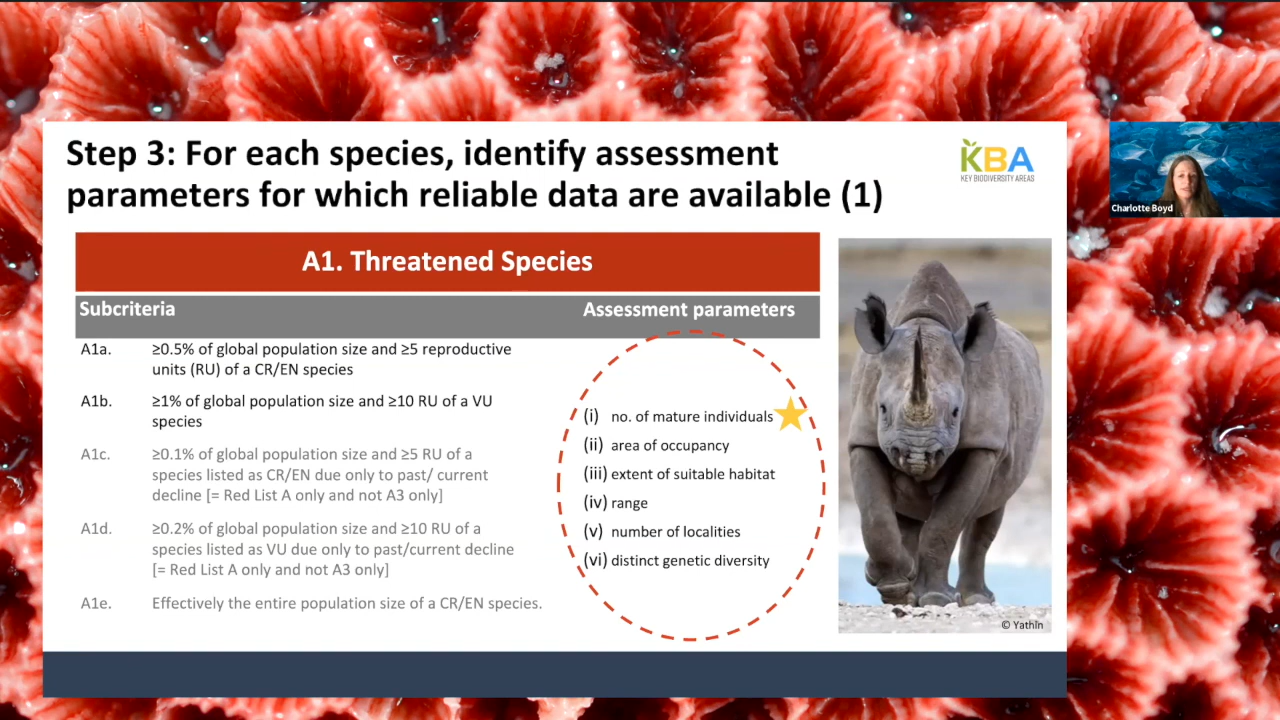 Step 3: For each species, identify assessment
parameters for which reliable data are available (1)
KBA
KEY BIODIVERSITY AREAS
Charlotte Boyd
A1. Threatened Species
Subcriteria
Assessment parameters
A1a. ≥0.5% of global population size and ≥5 reproductive
units (RU) of a CR/EN species
A1b. ≥1% of global population size and ≥10 RU of a VU
species
A1c. ≥0.1% of global population size and ≥5 RU of a
species listed as CR/EN due only to past/ current
decline [= Red List A only and not A3 only]
A1d. ≥0.2% of global population size and ≥10 RU of a
species listed as VU due only to past/current decline
[= Red List A only and not A3 only]
A1e. Effectively the entire population size of a CR/EN species.
(i) no. of mature individuals
(ii) area of occupancy
(iii) extent of suitable habitat
(iv) range
(v) number of localities
(vi) distinct genetic diversity
© Yathin